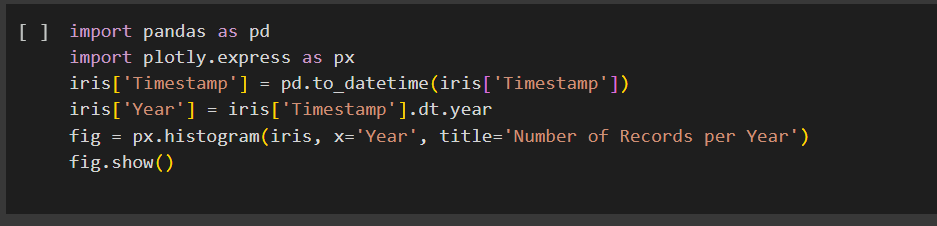 [ ] import pandas as pd
import plotly.express as px
iris['Timestamp'] = pd.to_datetime(iris['Timestamp'])
iris['Year'] = iris['Timestamp'].dt.year
fig = px.histogram(iris, x='Year', title='Number of Records per Year')
fig.show()